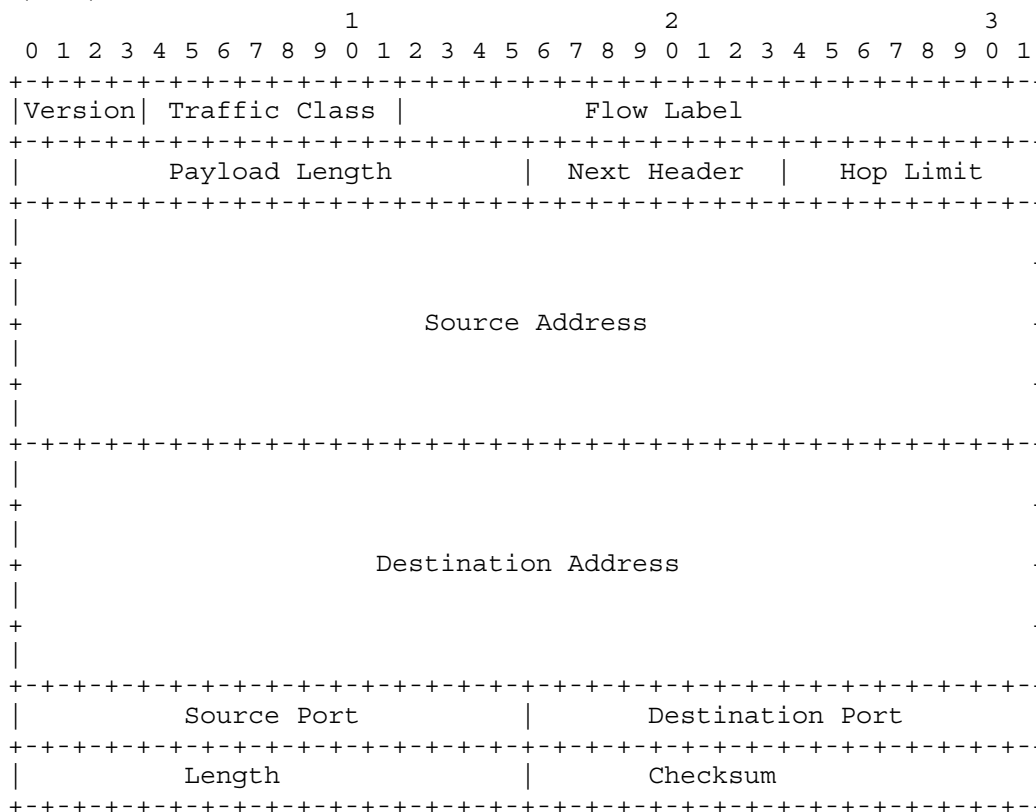 1                   2                   3
 0 1 2 3 4 5 6 7 8 9 0 1 2 3 4 5 6 7 8 9 0 1 2 3 4 5 6 7 8 9 0 1
+-+-+-+-+-+-+-+-+-+-+-+-+-+-+-+-+-+-+-+-+-+-+-+-+-+-+-+-+-+-+-+-
|Version| Traffic Class |           Flow Label
+-+-+-+-+-+-+-+-+-+-+-+-+-+-+-+-+-+-+-+-+-+-+-+-+-+-+-+-+-+-+-+-
|         Payload Length        |  Next Header  |   Hop Limit
+-+-+-+-+-+-+-+-+-+-+-+-+-+-+-+-+-+-+-+-+-+-+-+-+-+-+-+-+-+-+-+-
|
+                                                               -
|
+                         Source Address                        -
|
+                                                               -
|
+-+-+-+-+-+-+-+-+-+-+-+-+-+-+-+-+-+-+-+-+-+-+-+-+-+-+-+-+-+-+-+-
|
+                                                               -
|
+                      Destination Address                      -
|
+                                                               -
|
+-+-+-+-+-+-+-+-+-+-+-+-+-+-+-+-+-+-+-+-+-+-+-+-+-+-+-+-+-+-+-+-
|          Source Port          |       Destination Port
+-+-+-+-+-+-+-+-+-+-+-+-+-+-+-+-+-+-+-+-+-+-+-+-+-+-+-+-+-+-+-+-
|          Length               |       Checksum
+-+-+-+-+-+-+-+-+-+-+-+-+-+-+-+-+-+-+-+-+-+-+-+-+-+-+-+-+-+-+-+-